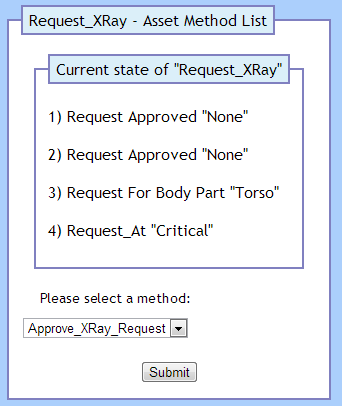 Request_XRay - Asset Method List
Current state of "Request_XRay"
1) Request Approved "None"
2) Request Approved "None"
3) Request For Body Part "Torso"
4) Request_At "Critical"
Please select a method:
Approve_XRay_Request
Submit